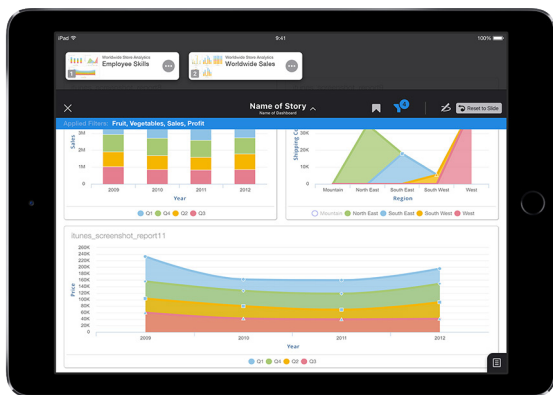 iPad
9:41
100%
Worldwide Store Analytics
Employee Skills
1
Worldwide Store Analytics
Worldwide Sales
2
Name of Story
Name of Dashboard
4
Reset to Slide
Applied Filters: Fruit, Vegetables, Sales, Profit
Sales
3M
2M
1M
0
2009 2010 2011 2012
Year
Q1 Q4 Q2 Q3
30K
20K
10K
0
Mountain North East South East South West West
Region
Mountain North East South East South West West
itunes_screenshot_report11
Price
280K
260K
240K
220K
200K
180K
160K
140K
120K
100K
80K
60K
40K
20K
0K
2009 2010 2011 2012
Year
Q1 Q4 Q2 Q3